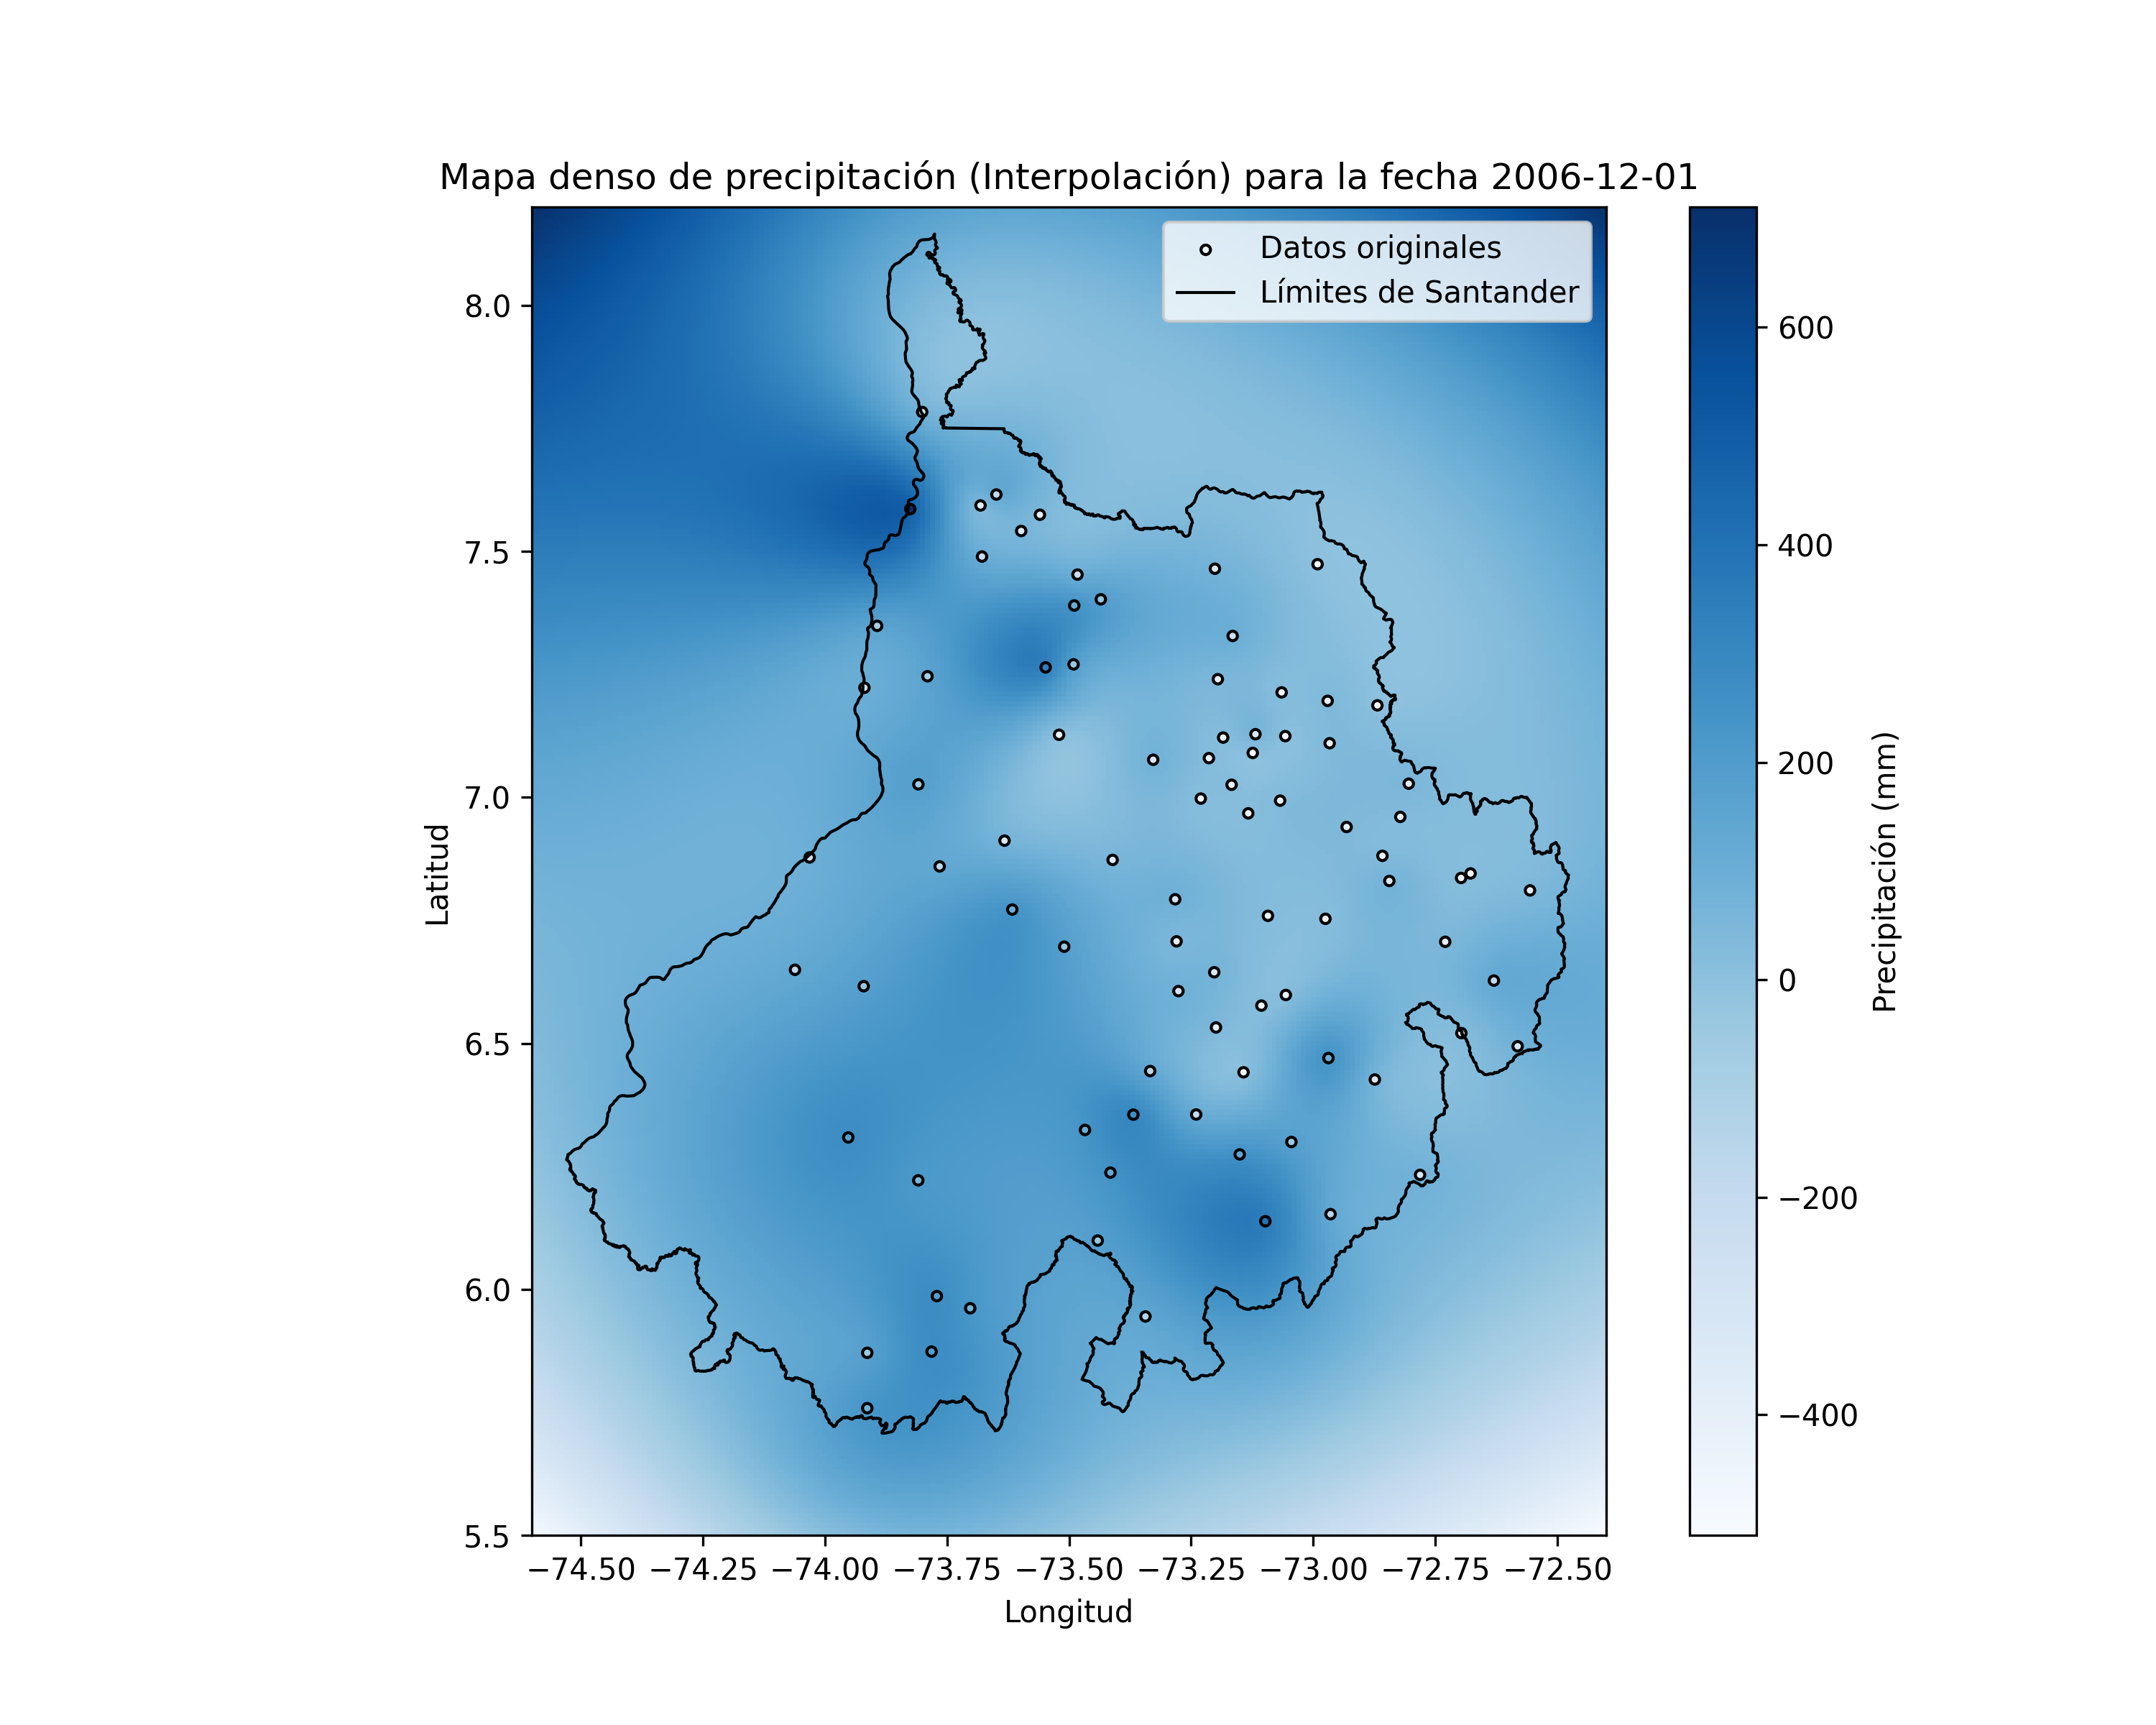 Mapa denso de precipitación (Interpolación) para la fecha 2006-12-01
Datos originales
Límites de Santander
8.0
7.5
7.0
6.5
6.0
5.5
Latitud
−74.50 −74.25 −74.00 −73.75 −73.50 −73.25 −73.00 −72.75 −72.50
Longitud
600
400
200
0
−200
−400
Precipitación (mm)